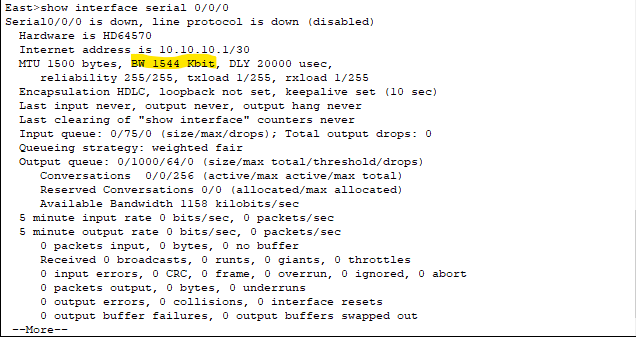 East>show interface serial 0/0/0
Serial0/0/0 is down, line protocol is down (disabled)
Hardware is HD64570
Internet address is 10.10.10.1/30
MTU 1500 bytes, BW 1544 Kbit, DLY 20000 usec,
reliability 255/255, txload 1/255, rxload 1/255
Encapsulation HDLC, loopback not set, keepalive set (10 sec)
Last input never, output never, output hang never
Last clearing of "show interface" counters never
Input queue: 0/75/0 (size/max/drops); Total output drops: 0
Queueing strategy: weighted fair
Output queue: 0/1000/64/0 (size/max total/threshold/drops)
Conversations 0/0/256 (active/max active/max total)
Reserved Conversations 0/0 (allocated/max allocated)
Available Bandwidth 1158 kilobits/sec
5 minute input rate 0 bits/sec, 0 packets/sec
5 minute output rate 0 bits/sec, 0 packets/sec
0 packets input, 0 bytes, 0 no buffer
Received 0 broadcasts, 0 runts, 0 giants, 0 throttles
0 input errors, 0 CRC, 0 frame, 0 overrun, 0 ignored, 0 abort
0 packets output, 0 bytes, 0 underruns
0 output errors, 0 collisions, 0 interface resets
0 output buffer failures, 0 output buffers swapped out
--More--